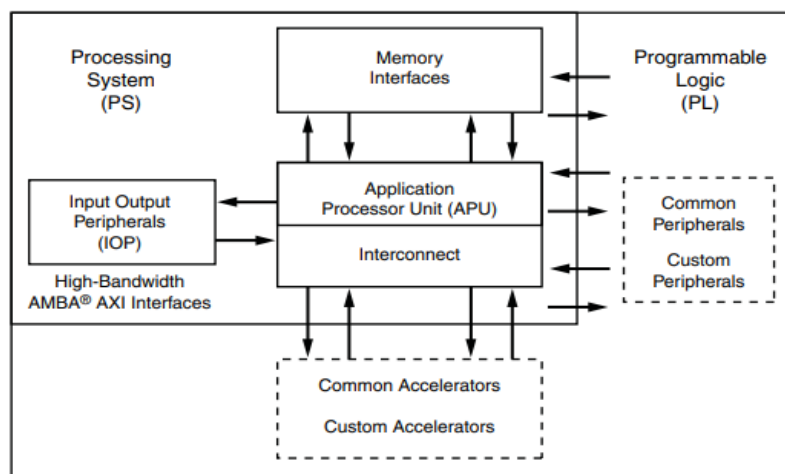 Processing
System
(PS)
Memory
Interfaces
Programmable
Logic
(PL)
Input Output
Peripherals
(IOP)
Application
Processor Unit (APU)
Interconnect
High-Bandwidth
AMBA® AXI Interfaces
Common
Peripherals
Custom
Peripherals
Common Accelerators
Custom Accelerators